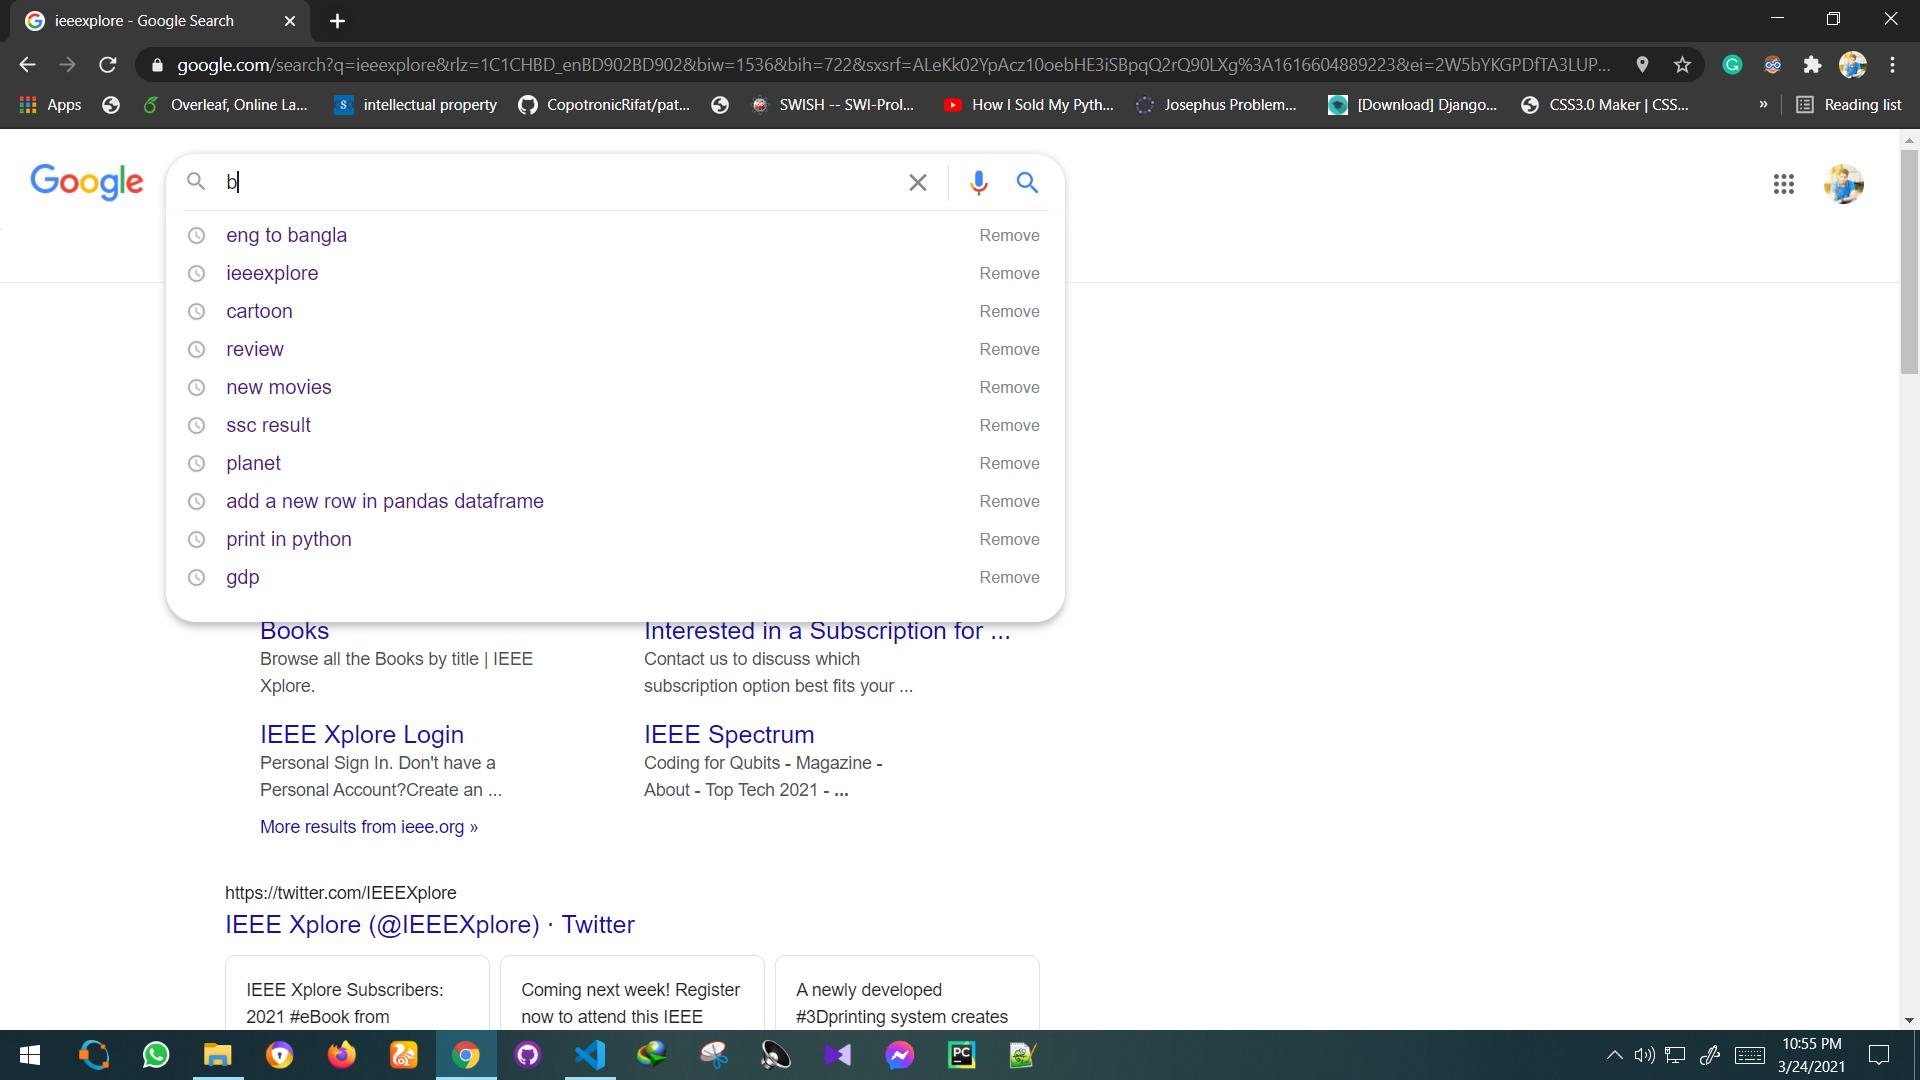 ieeexplore - Google Search
google.com/search?q=ieeexplore&rlz=1C1CHBD_enBD902BD902&biw=1536&bih=722&sxsrf=ALeKk02YpAcz10oebHE3iSBpqQ2rQ90LXg%3A1616604889223&ei=2W5bYKGPDfTA3LUP...
Apps Overleaf, Online La... intellectual property CopotronicRifat/pat... SWISH -- SWI-Prol... How I Sold My Pyth... Josephus Problem... [Download] Django... CSS3.0 Maker | CSS... » Reading list
Google
b
eng to bangla Remove
ieeexplore Remove
cartoon Remove
review Remove
new movies Remove
ssc result Remove
planet Remove
add a new row in pandas dataframe Remove
print in python Remove
gdp Remove
Books
Browse all the Books by title | IEEE
Xplore.
Interested in a Subscription for ...
Contact us to discuss which
subscription option best fits your ...
IEEE Xplore Login
Personal Sign In. Don't have a
Personal Account?Create an ...
IEEE Spectrum
Coding for Qubits - Magazine -
About - Top Tech 2021 - ...
More results from ieee.org »
https://twitter.com/IEEEXplore
IEEE Xplore (@IEEEXplore) · Twitter
IEEE Xplore Subscribers:
2021 #eBook from
Coming next week! Register
now to attend this IEEE
A newly developed
#3Dprinting system creates
PC
10:55 PM
3/24/2021